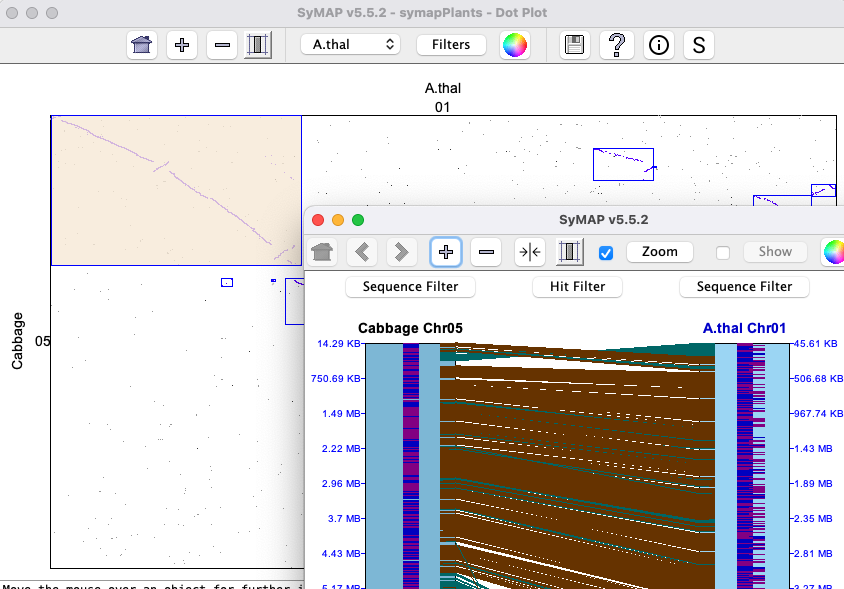 SyMAP v5.5.2 - symapPlants - Dot Plot
A.thal
Filters
?
S
A.thal
01
Cabbage
05
SyMAP v5.5.2
Zoom
Show
Sequence Filter
Hit Filter
Sequence Filter
Cabbage Chr05
A.thal Chr01
14.29 KB
45.61 KB
750.69 KB
506.68 KB
1.49 MB
967.74 KB
2.22 MB
1.43 MB
2.96 MB
1.89 MB
3.7 MB
2.35 MB
4.43 MB
2.81 MB
5.17 MB
3.27 MB
Move the mouse over an object for further i